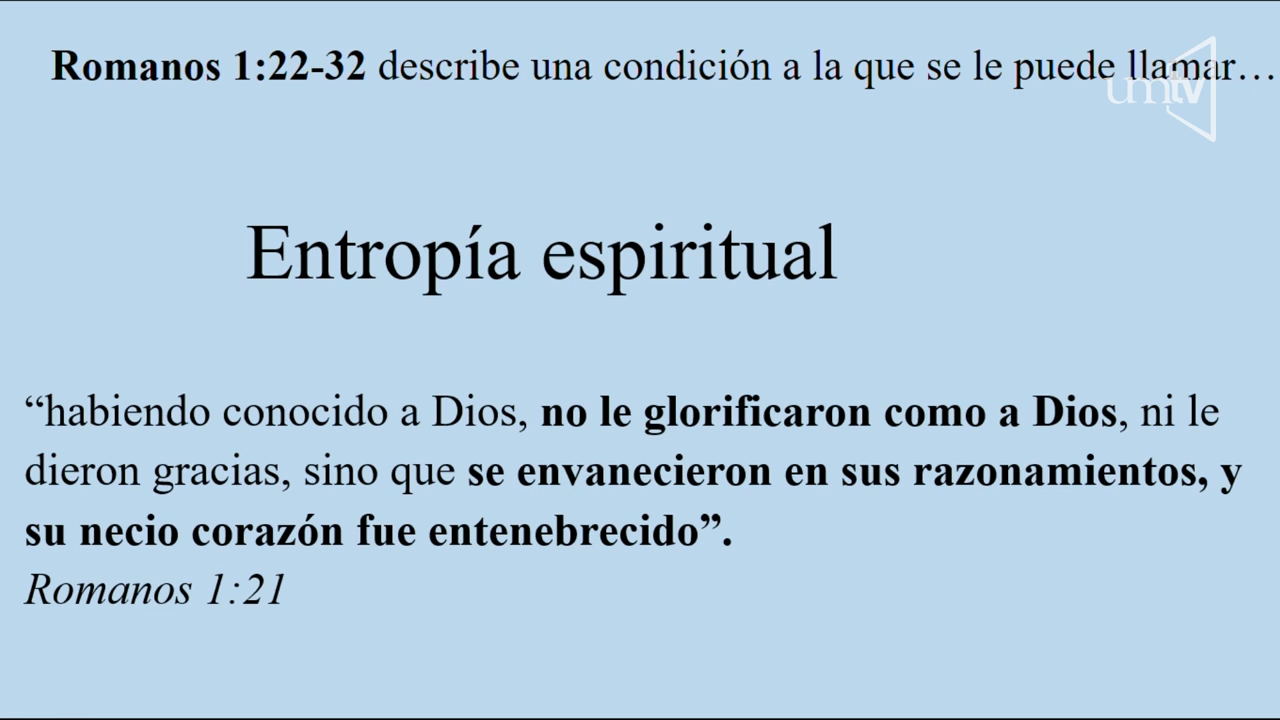 Romanos 1:22-32 describe una condición a la que se le puede llamar…
umtv
Entropía espiritual
“habiendo conocido a Dios, no le glorificaron como a Dios, ni le
dieron gracias, sino que se envanecieron en sus razonamientos, y
su necio corazón fue entenebrecido”.
Romanos 1:21